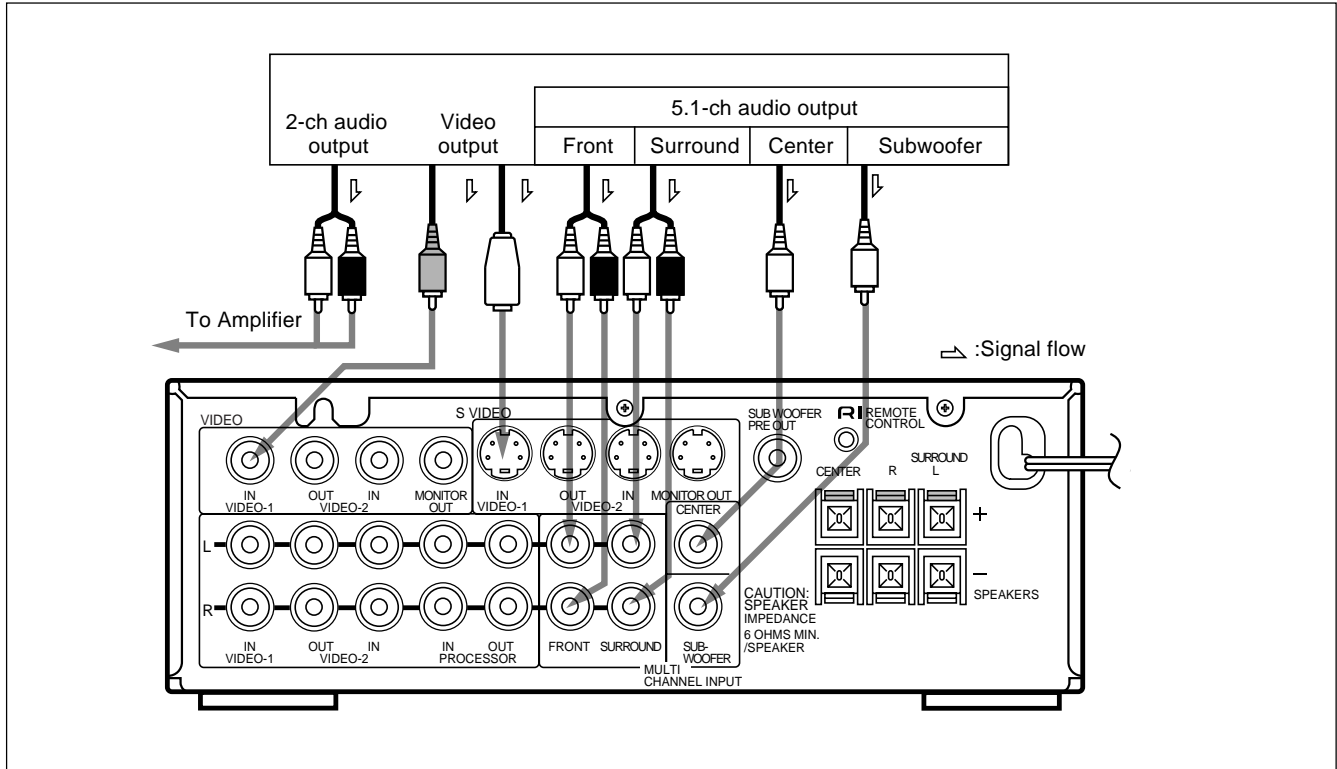 5.1-ch audio output
2-ch audio
output
Video
output
Front
Surround
Center
Subwoofer
To Amplifier
:Signal flow
VIDEO
S VIDEO
SUB WOOFER
PRE OUT
RI REMOTE
CONTROL
CENTER
R
SURROUND
L
IN
VIDEO-1
OUT
IN
VIDEO-2
MONITOR
OUT
IN
VIDEO-1
OUT
IN
VIDEO-2
MONITOR OUT
CENTER
+
L
R
−
SPEAKERS
CAUTION:
SPEAKER
IMPEDANCE
6 OHMS MIN.
/SPEAKER
IN
VIDEO-1
OUT
IN
VIDEO-2
IN
OUT
PROCESSOR
FRONT
SURROUND
SUB-
WOOFER
MULTI
CHANNEL INPUT